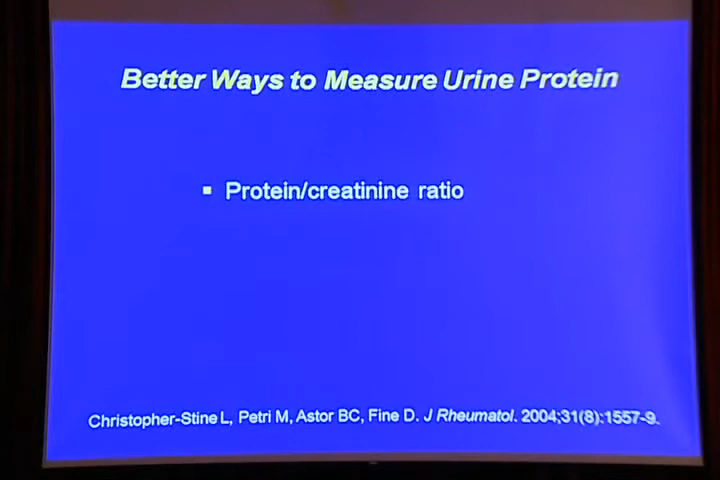 Better Ways to Measure Urine Protein
▪ Protein/creatinine ratio
Christopher-Stine L, Petri M, Astor BC, Fine D. J Rheumatol. 2004;31(8):1557-9.